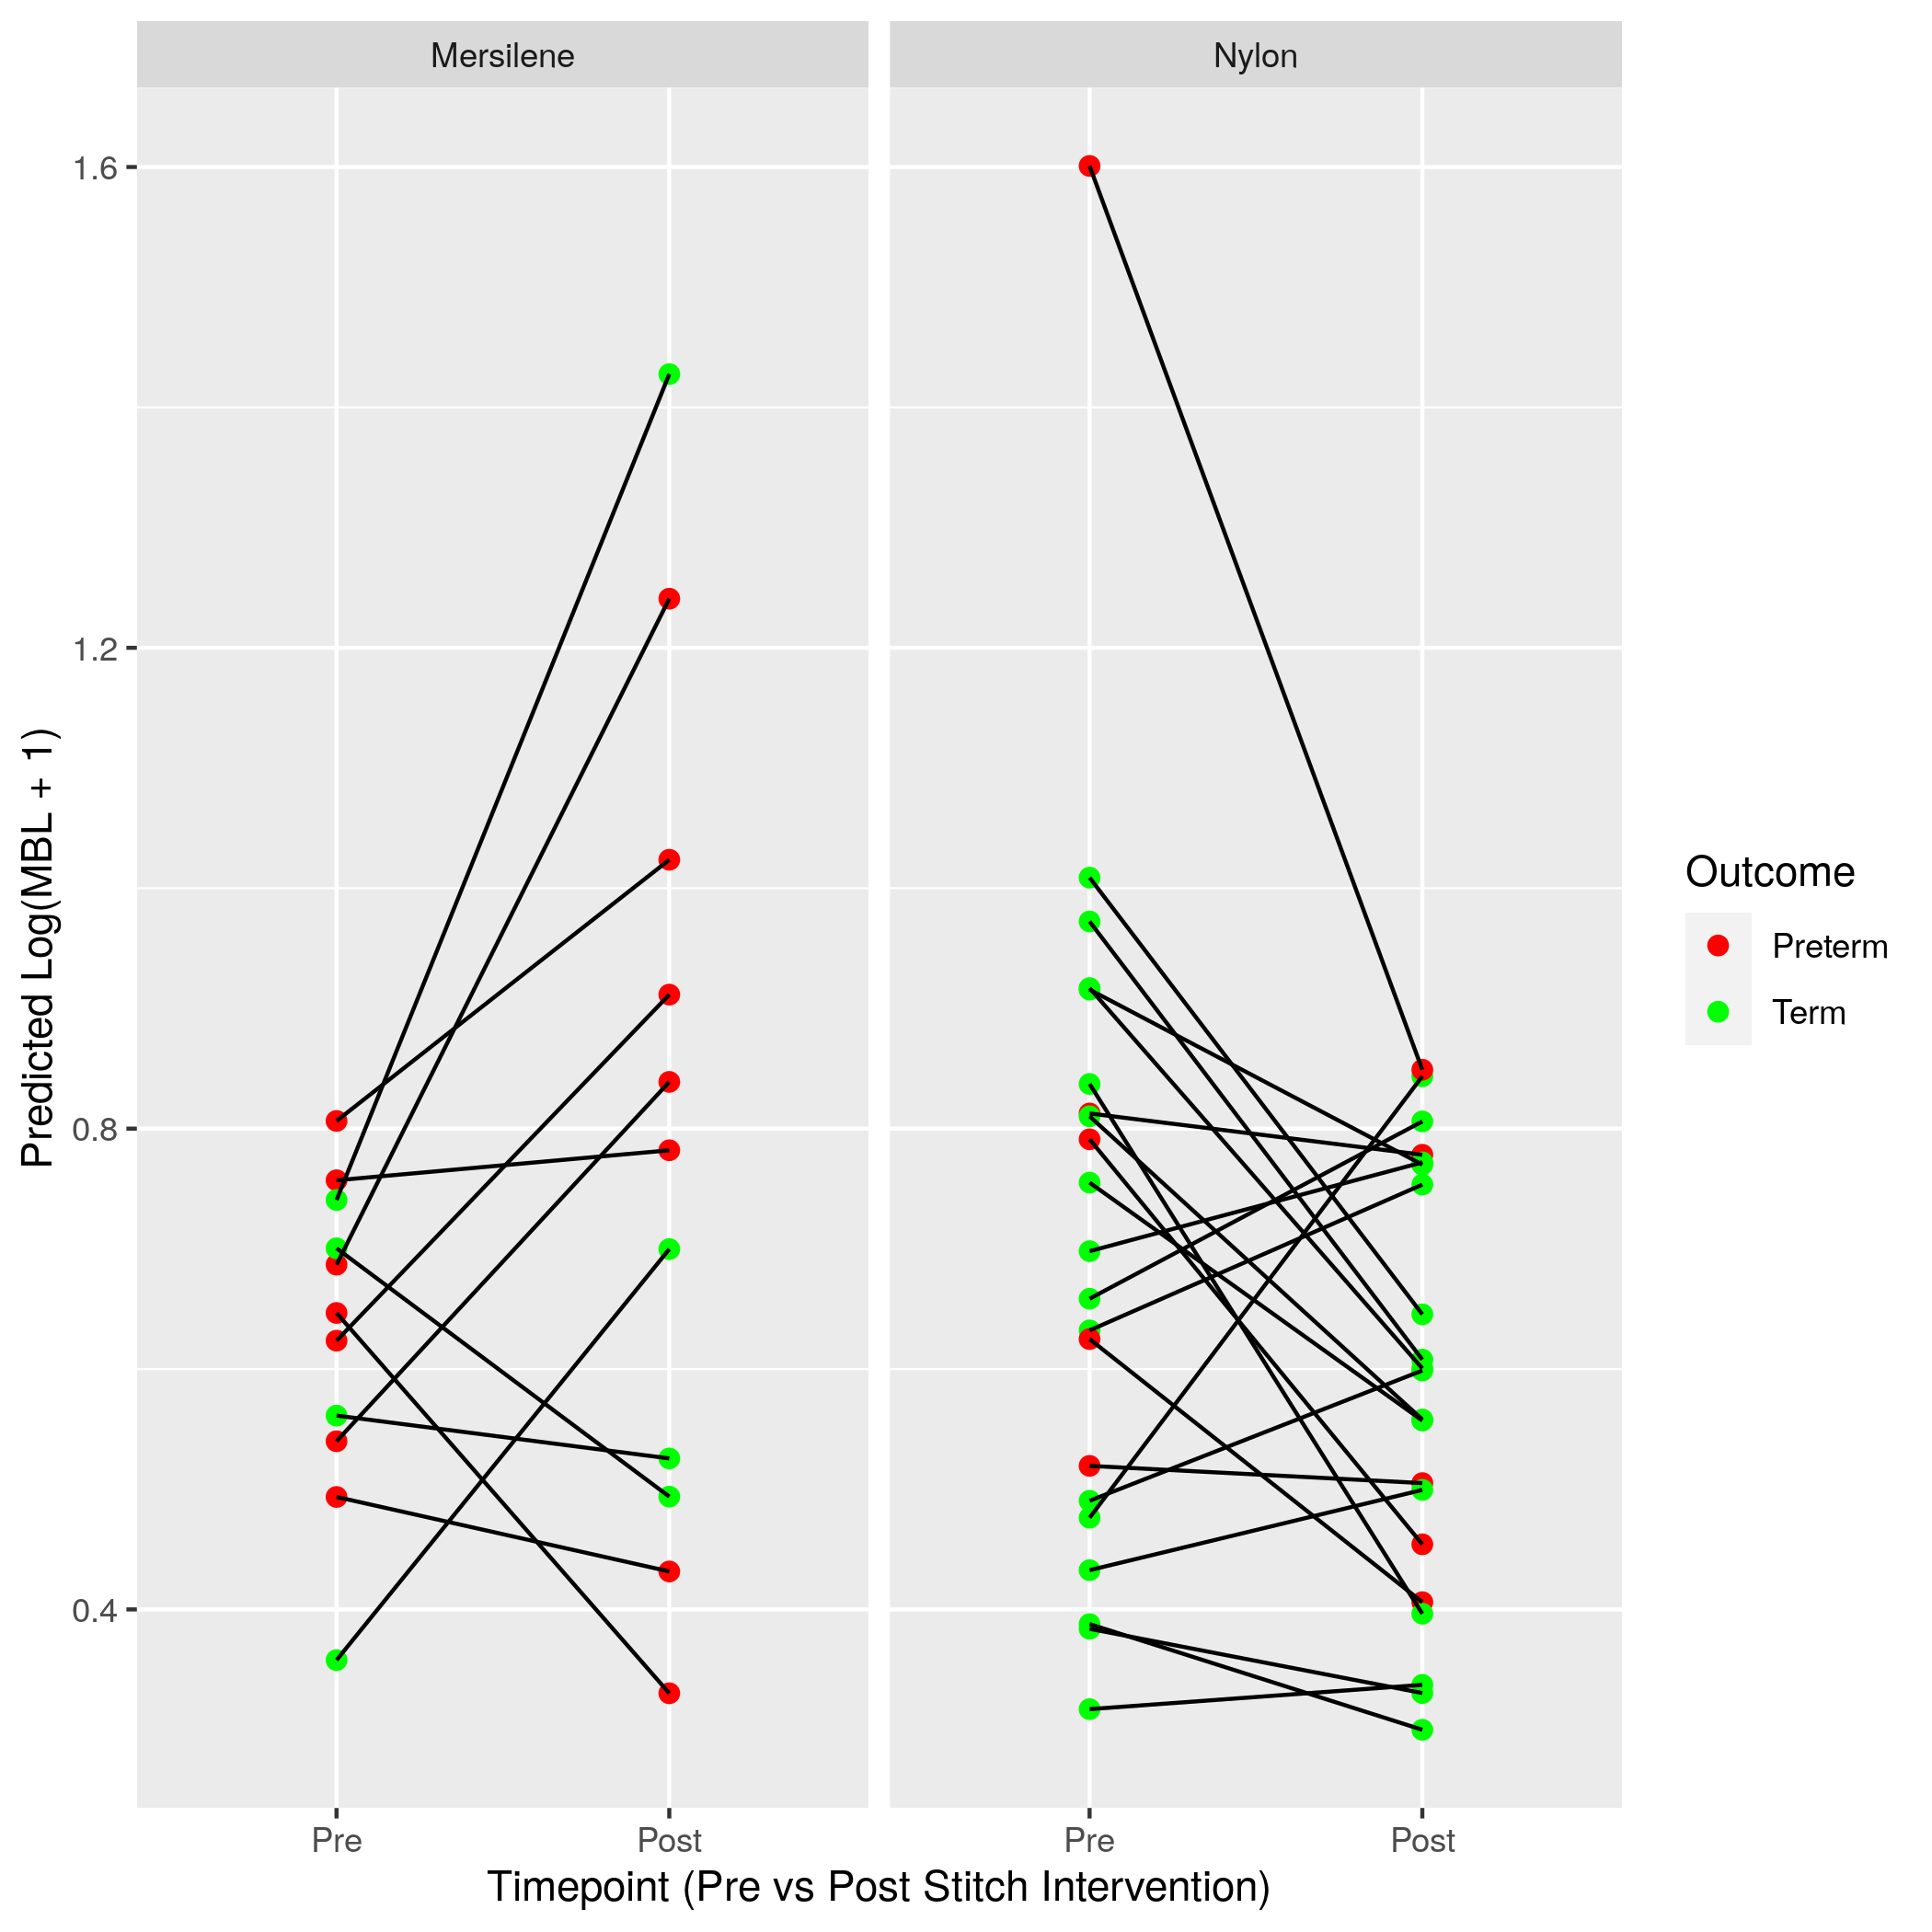 Mersilene
Nylon
1.6
1.2
0.8
0.4
Predicted Log(MBL + 1)
Pre
Post
Pre
Post
Timepoint (Pre vs Post Stitch Intervention)
Outcome
Preterm
Term